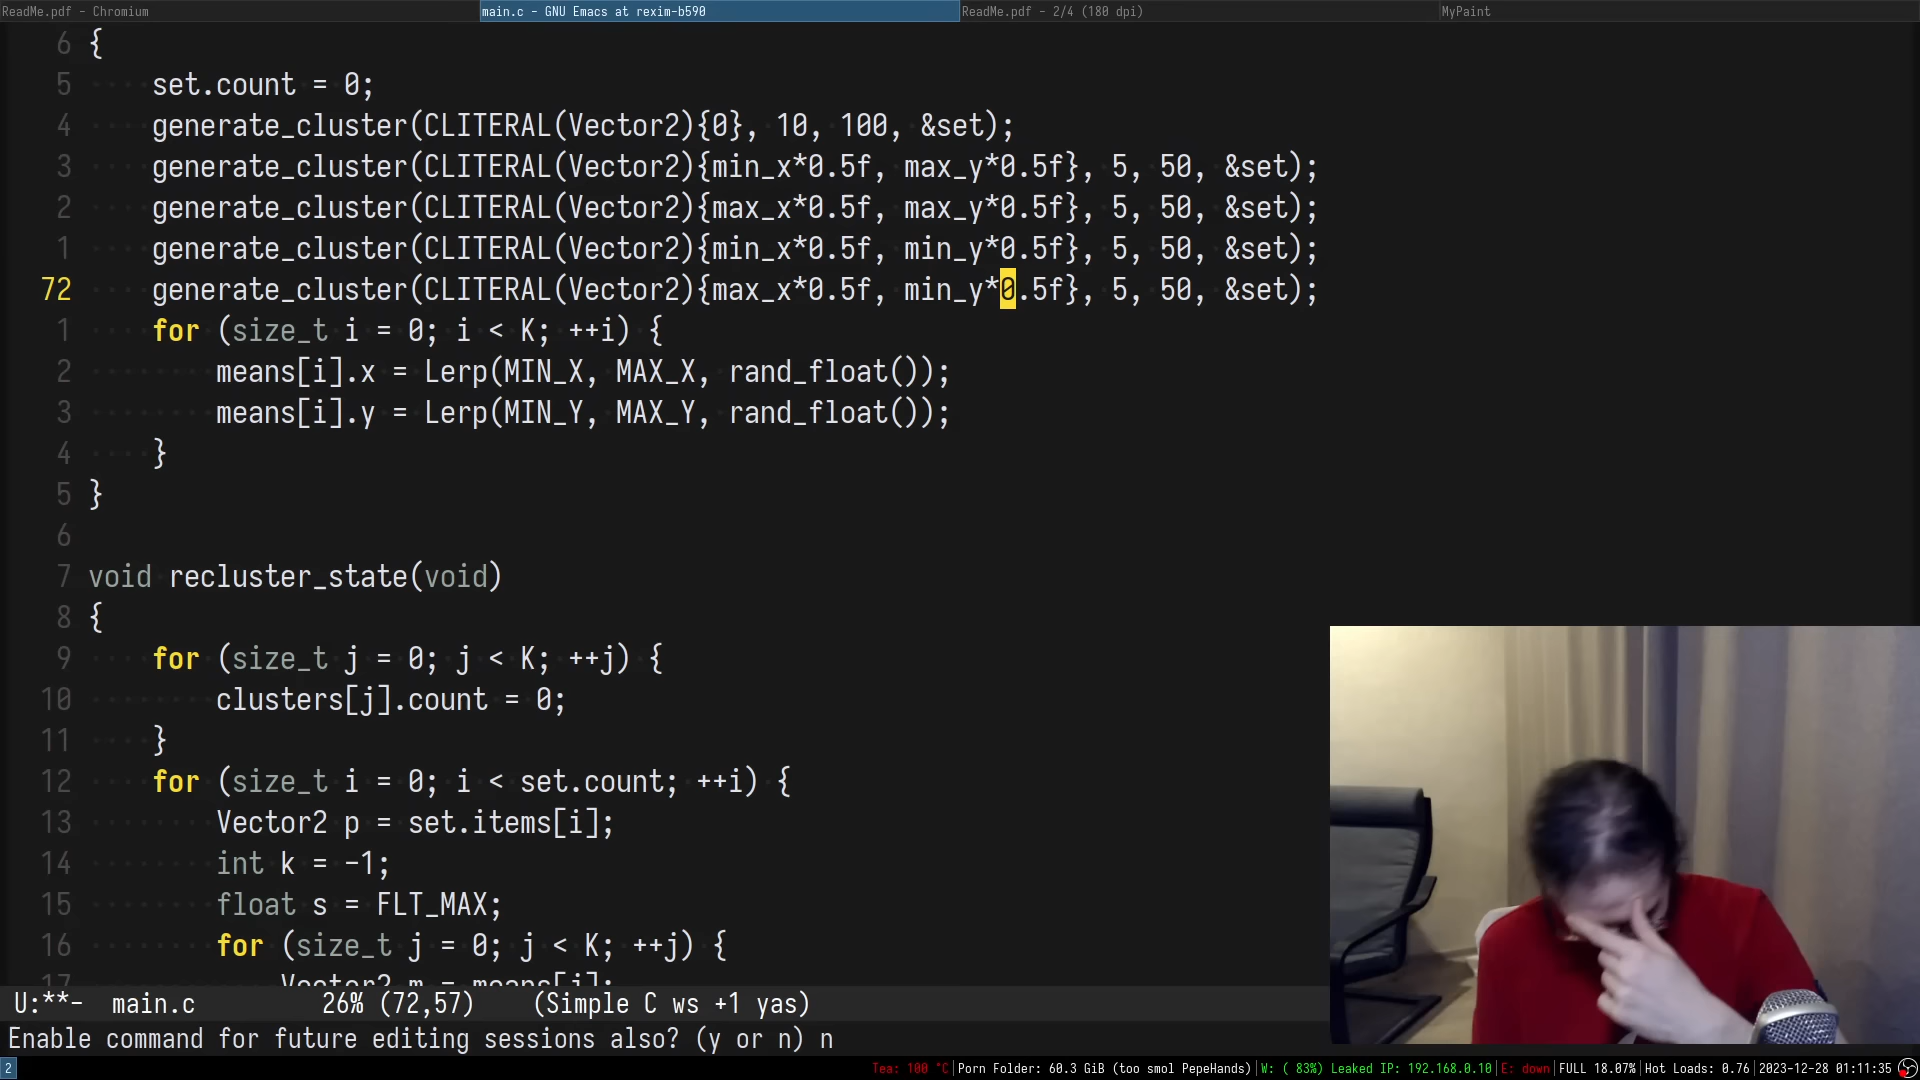 ReadMe.pdf - Chromium
main.c - GNU Emacs at rexim-b590
ReadMe.pdf - 2/4 (180 dpi)
MyPaint
6 {
5 set.count = 0;
4 generate_cluster(CLITERAL(Vector2){0}, 10, 100, &set);
3 generate_cluster(CLITERAL(Vector2){min_x*0.5f, max_y*0.5f}, 5, 50, &set);
2 generate_cluster(CLITERAL(Vector2){max_x*0.5f, max_y*0.5f}, 5, 50, &set);
1 generate_cluster(CLITERAL(Vector2){min_x*0.5f, min_y*0.5f}, 5, 50, &set);
72 generate_cluster(CLITERAL(Vector2){max_x*0.5f, min_y*0.5f}, 5, 50, &set);
1 for (size_t i = 0; i < K; ++i) {
2 means[i].x = Lerp(MIN_X, MAX_X, rand_float());
3 means[i].y = Lerp(MIN_Y, MAX_Y, rand_float());
4 }
5 }
6
7 void recluster_state(void)
8 {
9 for (size_t j = 0; j < K; ++j) {
10 clusters[j].count = 0;
11 }
12 for (size_t i = 0; i < set.count; ++i) {
13 Vector2 p = set.items[i];
14 int k = -1;
15 float s = FLT_MAX;
16 for (size_t j = 0; j < K; ++j) {
17 Vector2 m = means[j];
U:**- main.c 26% (72,57) (Simple C ws +1 yas)
Enable command for future editing sessions also? (y or n) n
2
Tea: 100 °C|Porn Folder: 60.3 GiB (too smol PepeHands)|W: ( 83%) Leaked IP: 192.168.0.10|E: down|FULL 18.07%|Hot Loads: 0.76|2023-12-28 01:11:35